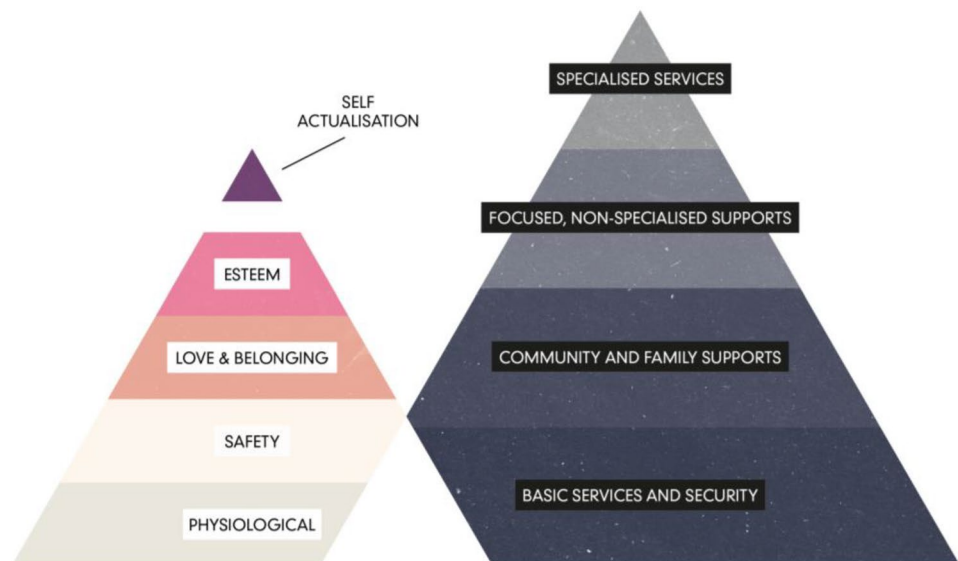 SELF
ACTUALISATION
ESTEEM
LOVE & BELONGING
SAFETY
PHYSIOLOGICAL
SPECIALISED SERVICES
FOCUSED, NON-SPECIALISED SUPPORTS
COMMUNITY AND FAMILY SUPPORTS
BASIC SERVICES AND SECURITY